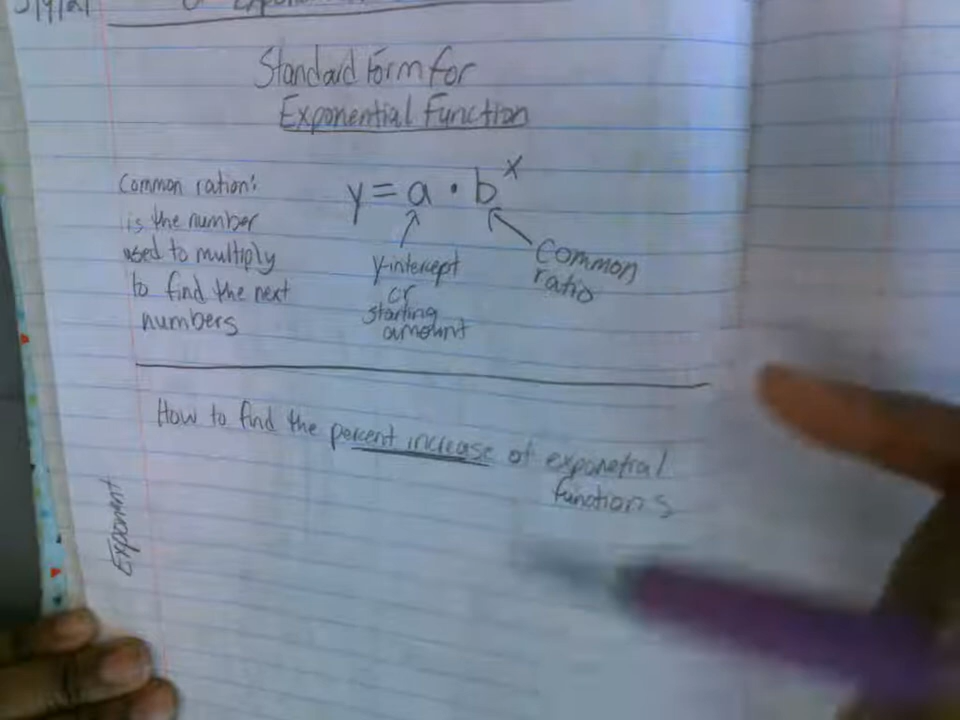 Standard Form for
Exponential Function
Common ration:
is the number
used to multiply
to find the next
numbers
y = a · b^x
y-intercept
or
starting
amount
Common
ratio
How to find the percent increase of exponetial
functions
Exponent